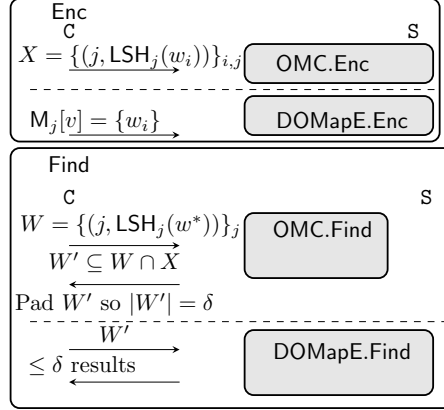 Enc
C S
X = {(j, LSH_j(w_i))}_{i,j} OMC.Enc
M_j[v] = {w_i} DOMapE.Enc
Find
C S
W = {(j, LSH_j(w*))}_j OMC.Find
W′ ⊆ W ∩ X
Pad W′ so |W′| = δ
W′
DOMapE.Find
≤ δ results